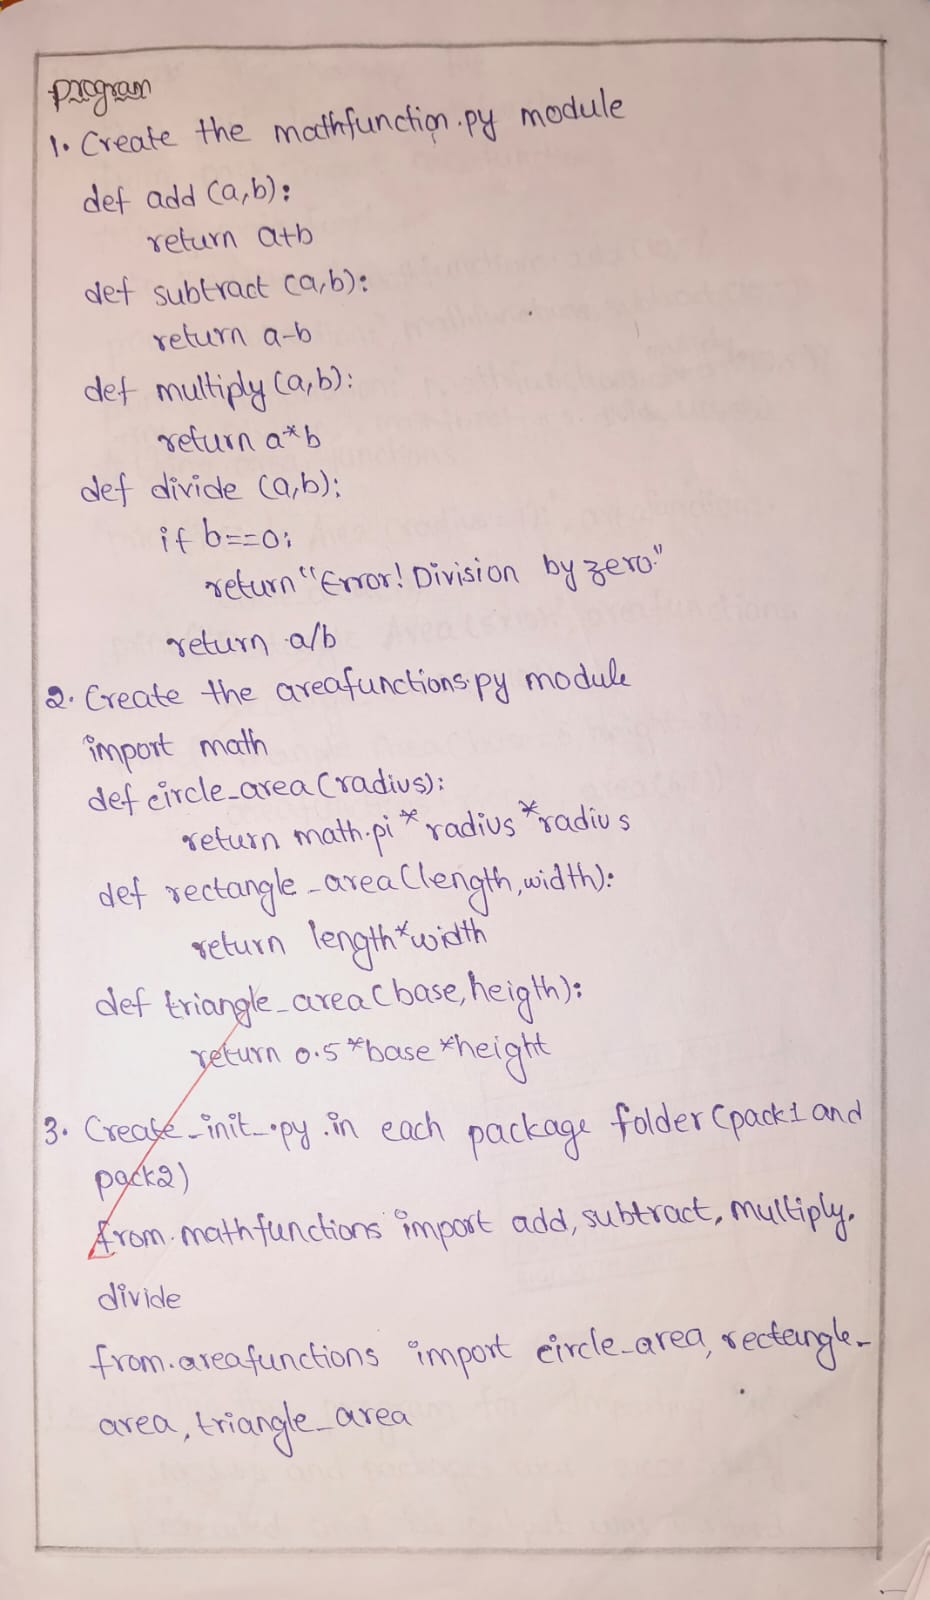 Program
1. Create the mathfunction.py module
def add (a,b):
return a+b
def subtract (a,b):
return a-b
def multiply (a,b):
return a*b
def divide (a,b):
if b==0:
return "Error! Division by zero."
return a/b
2. Create the areafunctions.py module
import math
def circle_area (radius):
return math.pi * radius * radius
def rectangle_area (length, width):
return length*width
def triangle_area (base, heigth):
return 0.5 *base *height
3. Create_init_.py .in each package folder (pack1 and
pack2)
from.mathfunctions import add, subtract, multiply,
divide
from.areafunctions import circle_area, rectangle_
area, triangle_area